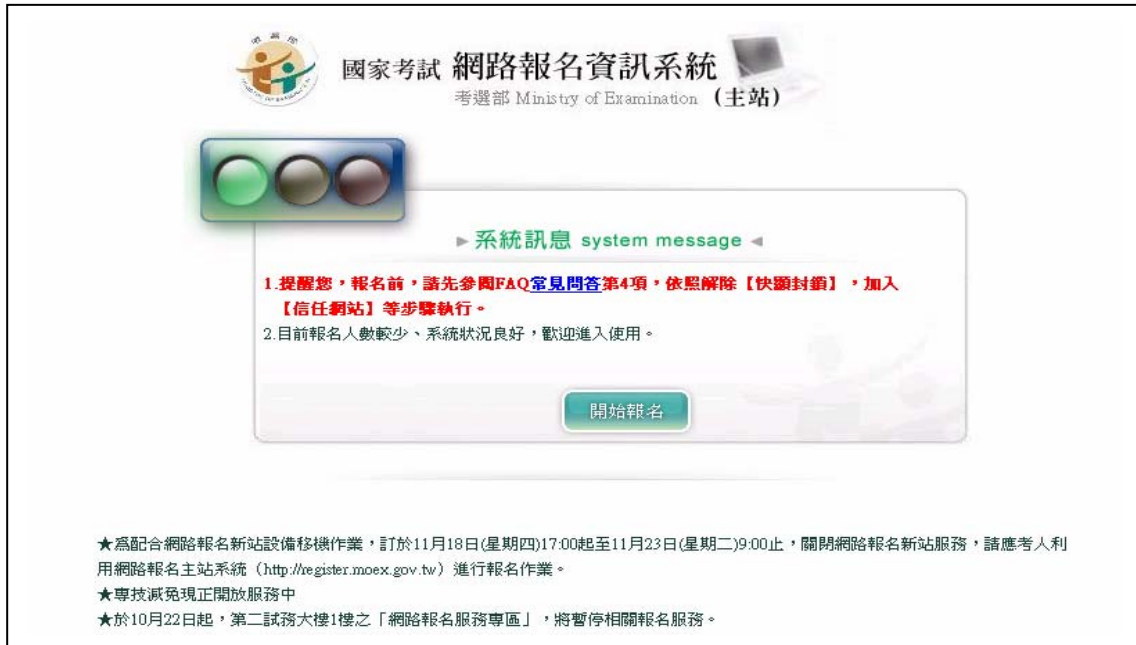 考選部
國家考試 網路報名資訊系統
考選部 Ministry of Examination (主站)
系統訊息 system message
1.提醒您，報名前，請先參閱FAQ常見問答第4項，依照解除【快顯封鎖】，加入
【信任網站】等步驟執行。
2.目前報名人數較少、系統狀況良好，歡迎進入使用。
開始報名
★為配合網路報名新站設備移機作業，訂於11月18日(星期四)17:00起至11月23日(星期二)9:00止，關閉網路報名新站服務，請應考人利
用網路報名主站系統（http://register.moex.gov.tw）進行報名作業。
★專技減免現正開放服務中
★於10月22日起，第二試務大樓1樓之「網路報名服務專區」，將暫停相關報名服務。